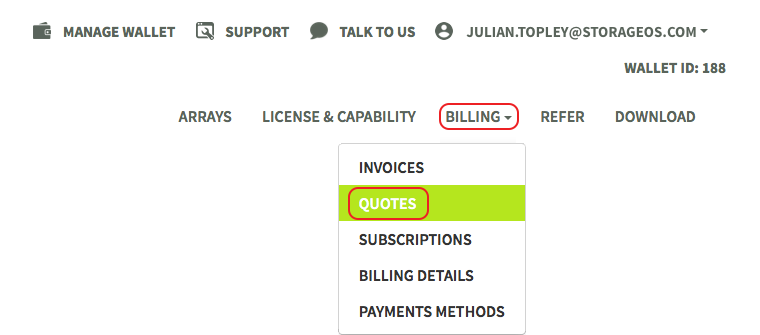 MANAGE WALLET SUPPORT TALK TO US JULIAN.TOPLEY@STORAGEOS.COM
WALLET ID: 188
ARRAYS LICENSE & CAPABILITY BILLING REFER DOWNLOAD
INVOICES
QUOTES
SUBSCRIPTIONS
BILLING DETAILS
PAYMENTS METHODS